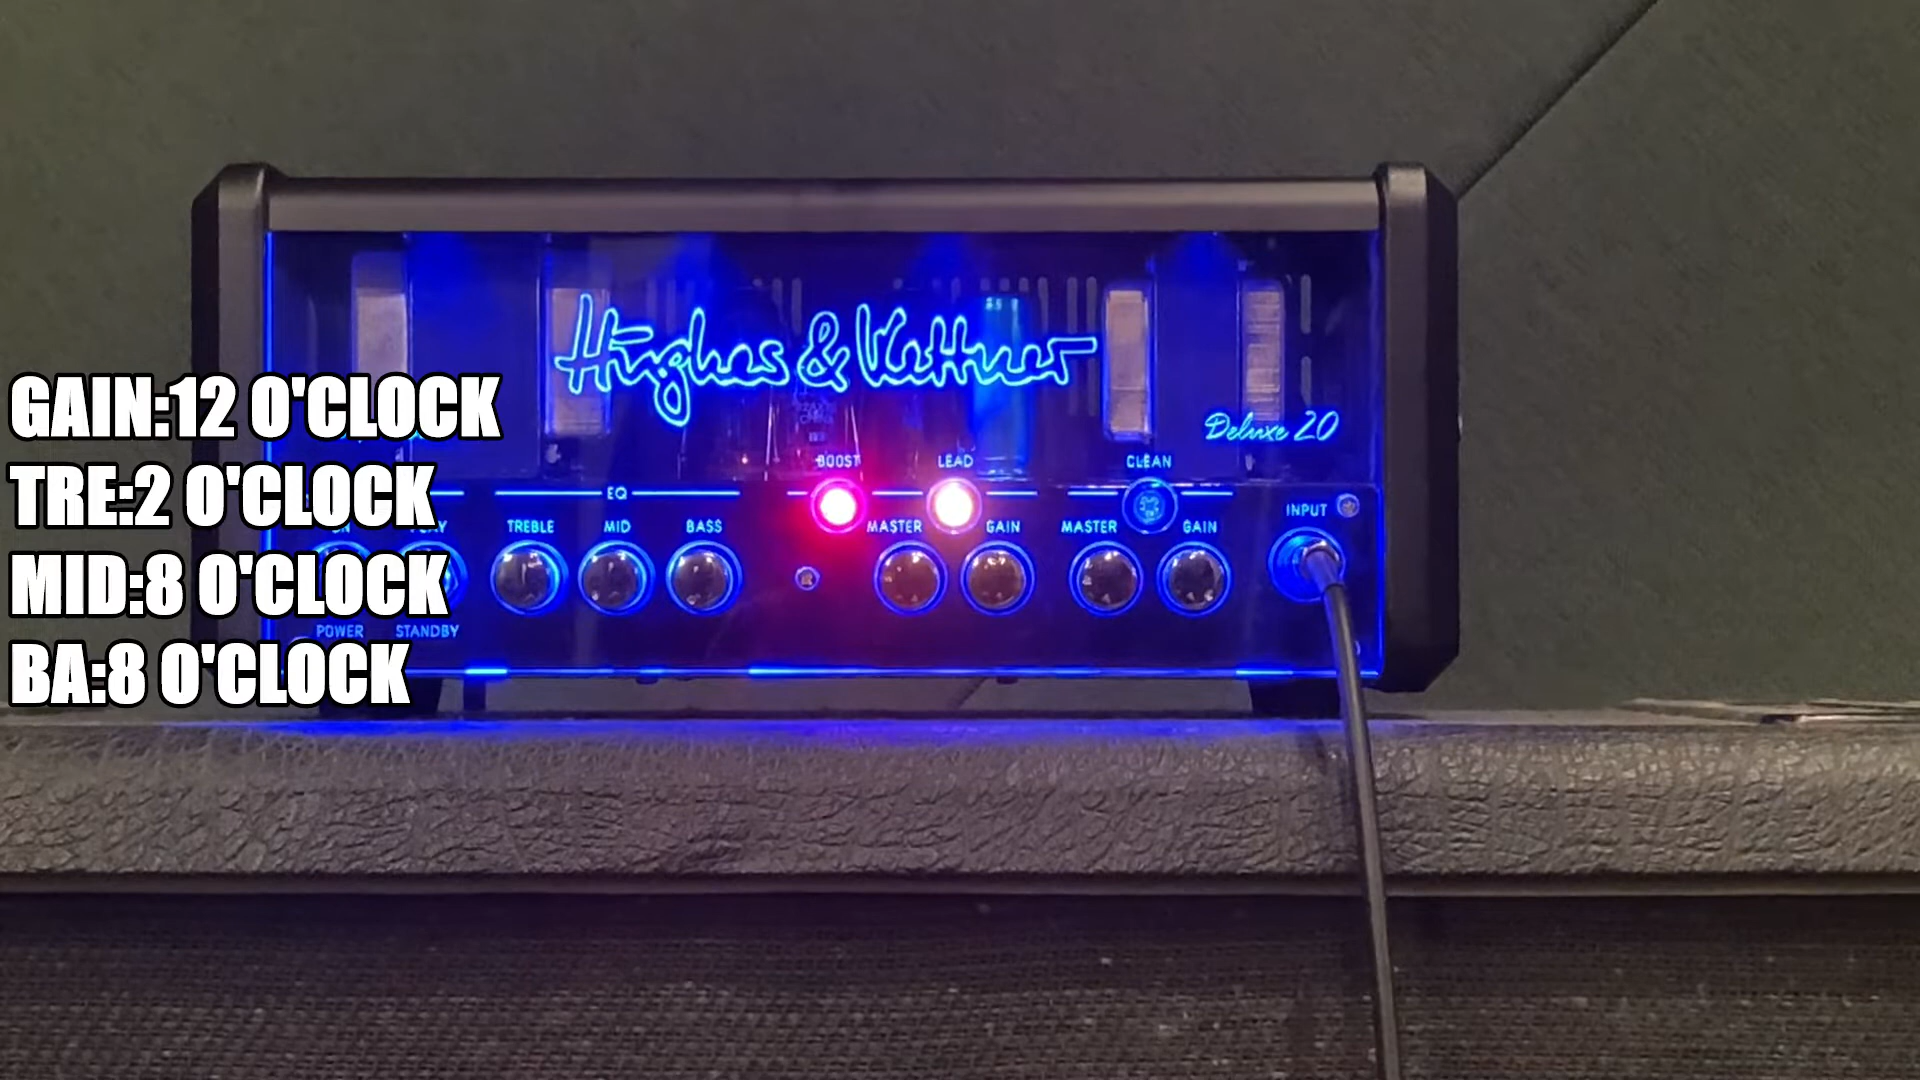 Hughes & Kettner
Deluxe 20
GAIN:12 O'CLOCK
TRE:2 O'CLOCK
MID:8 O'CLOCK
BA:8 O'CLOCK
BOOST LEAD CLEAN
EQ
TREBLE MID BASS MASTER GAIN MASTER GAIN INPUT
POWER STANDBY